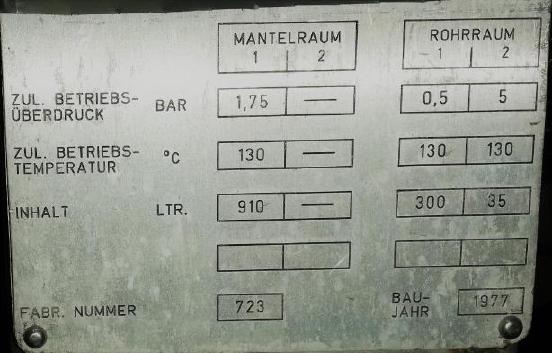 MANTELRAUM ROHRRAUM
1 2 1 2
ZUL. BETRIEBS-
ÜBERDRUCK BAR 1,75 — 0,5 5
ZUL. BETRIEBS-
TEMPERATUR °C 130 — 130 130
INHALT LTR. 910 — 300 35
FABR. NUMMER 723 BAU-
JAHR 1977